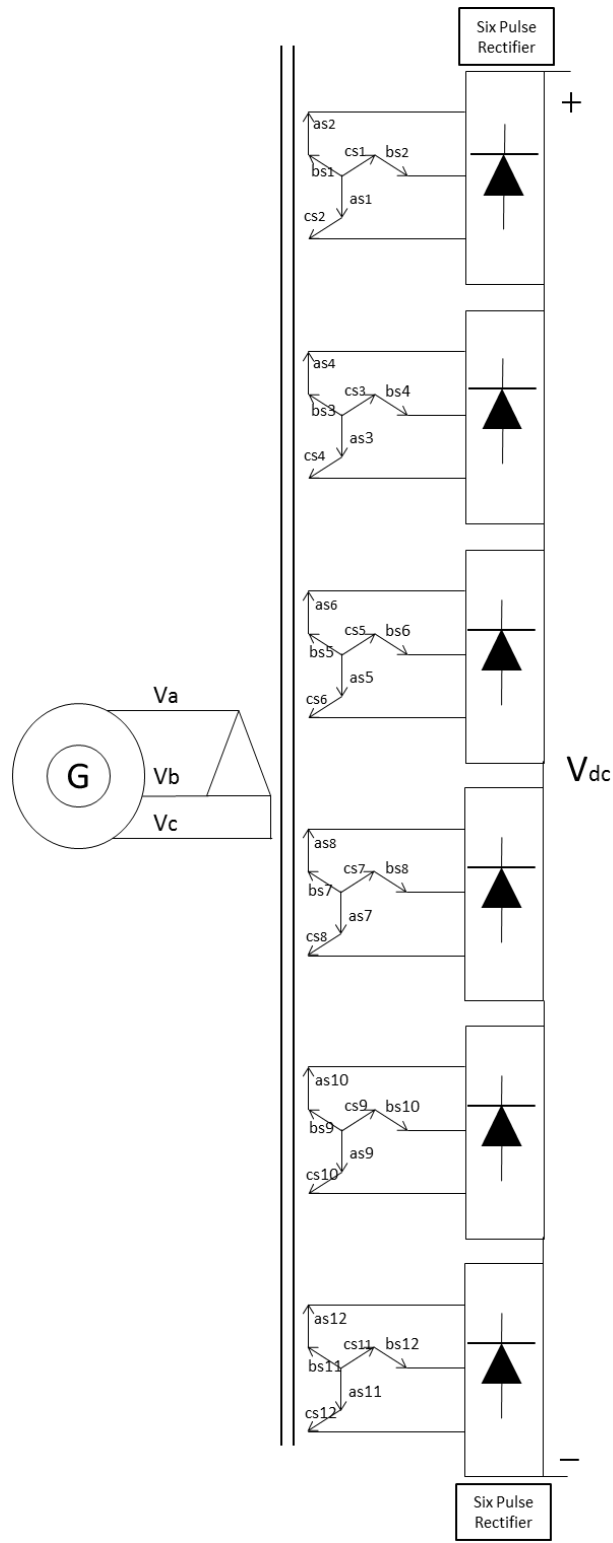 Six Pulse
Rectifier
+
as2
cs1
bs2
bs1
as1
cs2
as4
cs3
bs4
bs3
as3
cs4
as6
cs5
bs6
bs5
as5
cs6
Va
G
Vb
Vc
Vdc
as8
cs7
bs8
bs7
as7
cs8
as10
cs9
bs10
bs9
as9
cs10
as12
cs11
bs12
bs11
as11
cs12
−
Six Pulse
Rectifier